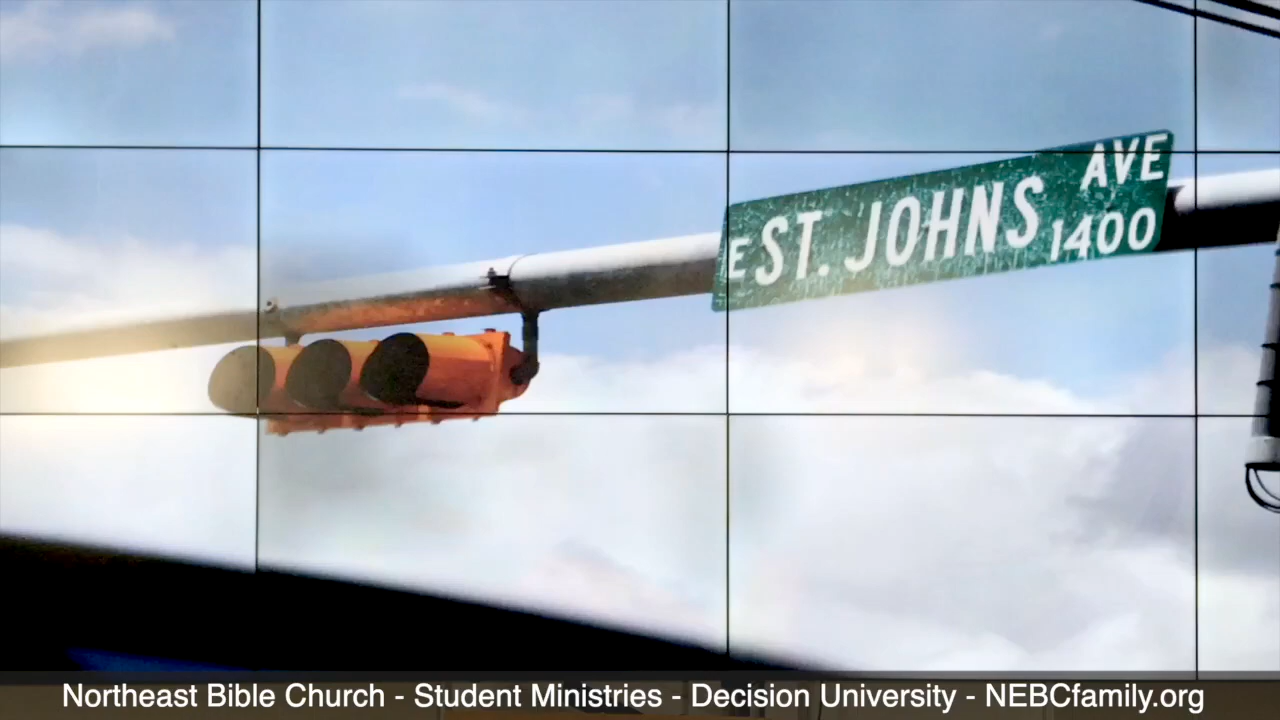 AVE
E ST. JOHNS 1400
Northeast Bible Church - Student Ministries - Decision University - NEBCfamily.org